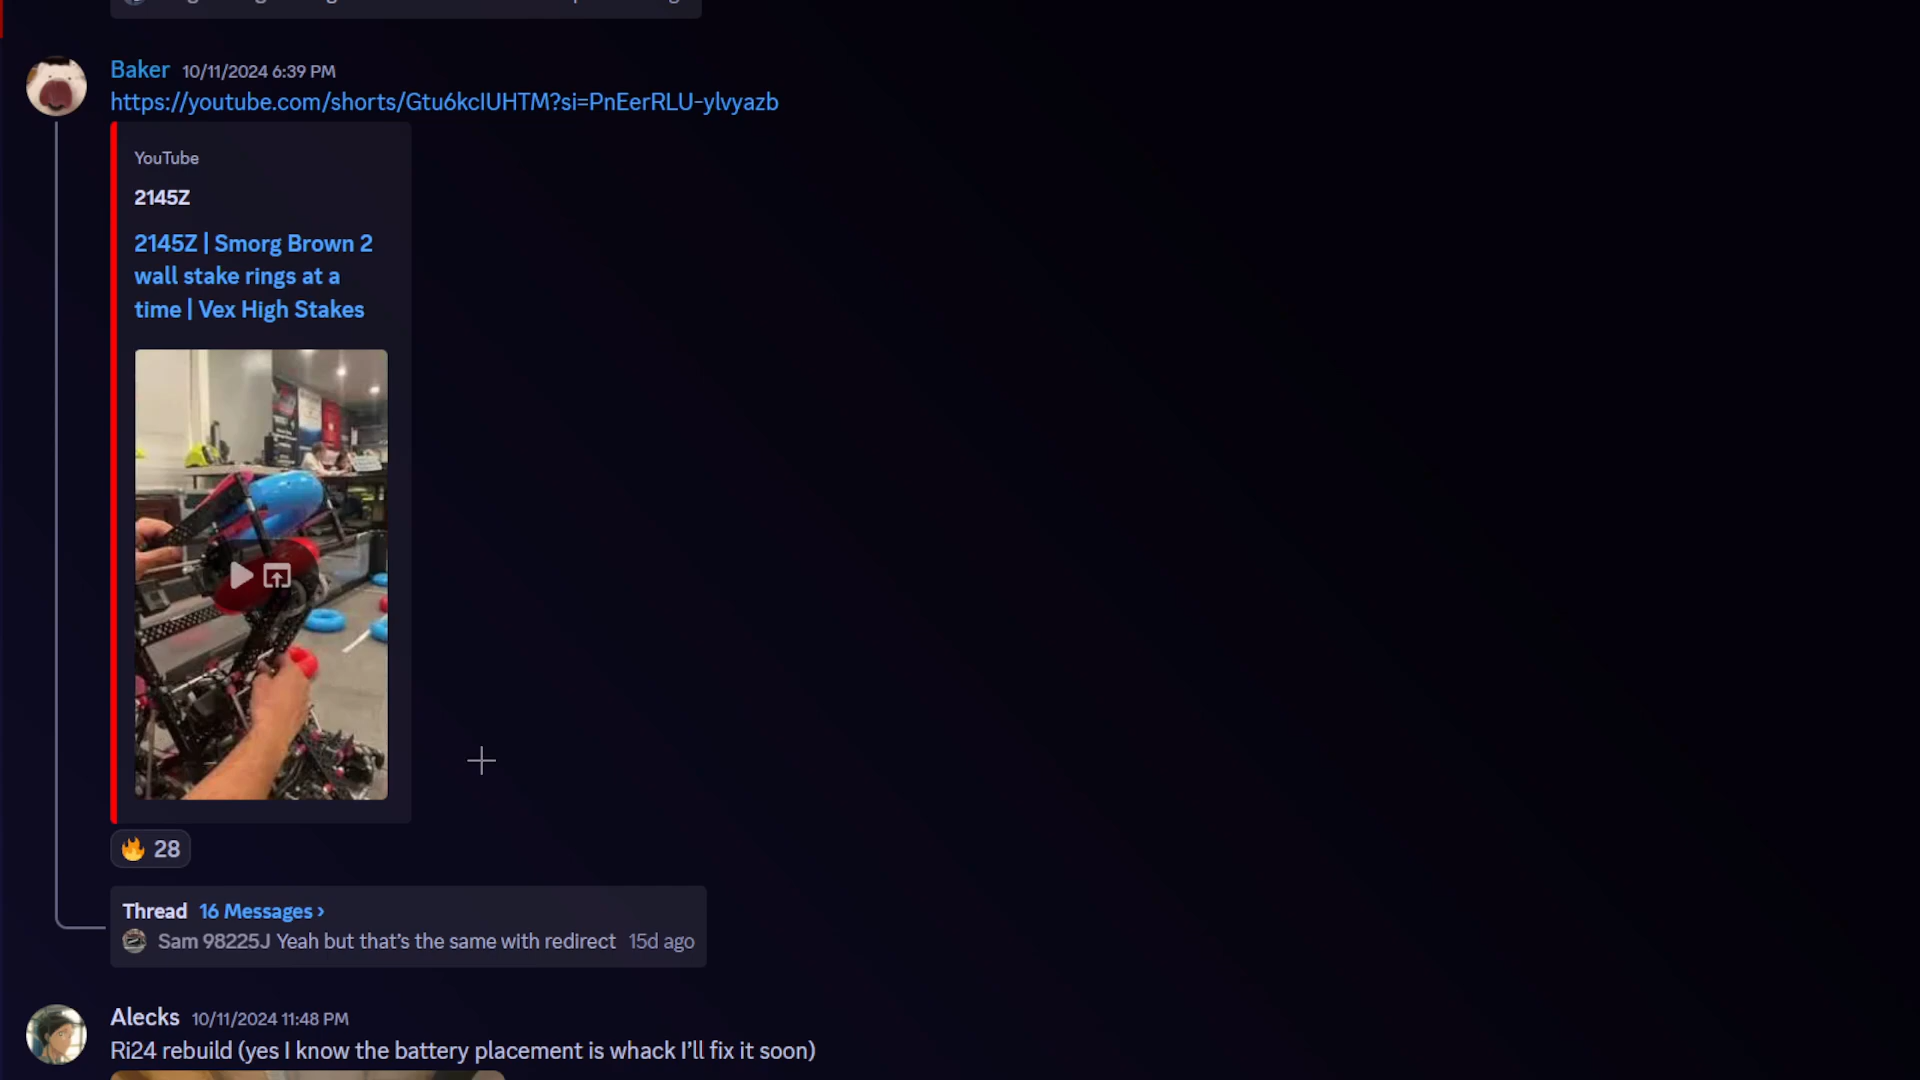 Baker 10/11/2024 6:39 PM
https://youtube.com/shorts/Gtu6kcIUHTM?si=PnEerRLU-ylvyazb
YouTube
2145Z
2145Z | Smorg Brown 2
wall stake rings at a
time | Vex High Stakes
28
Thread 16 Messages ›
Sam 98225J Yeah but that’s the same with redirect 15d ago
Alecks 10/11/2024 11:48 PM
Ri24 rebuild (yes I know the battery placement is whack I’ll fix it soon)